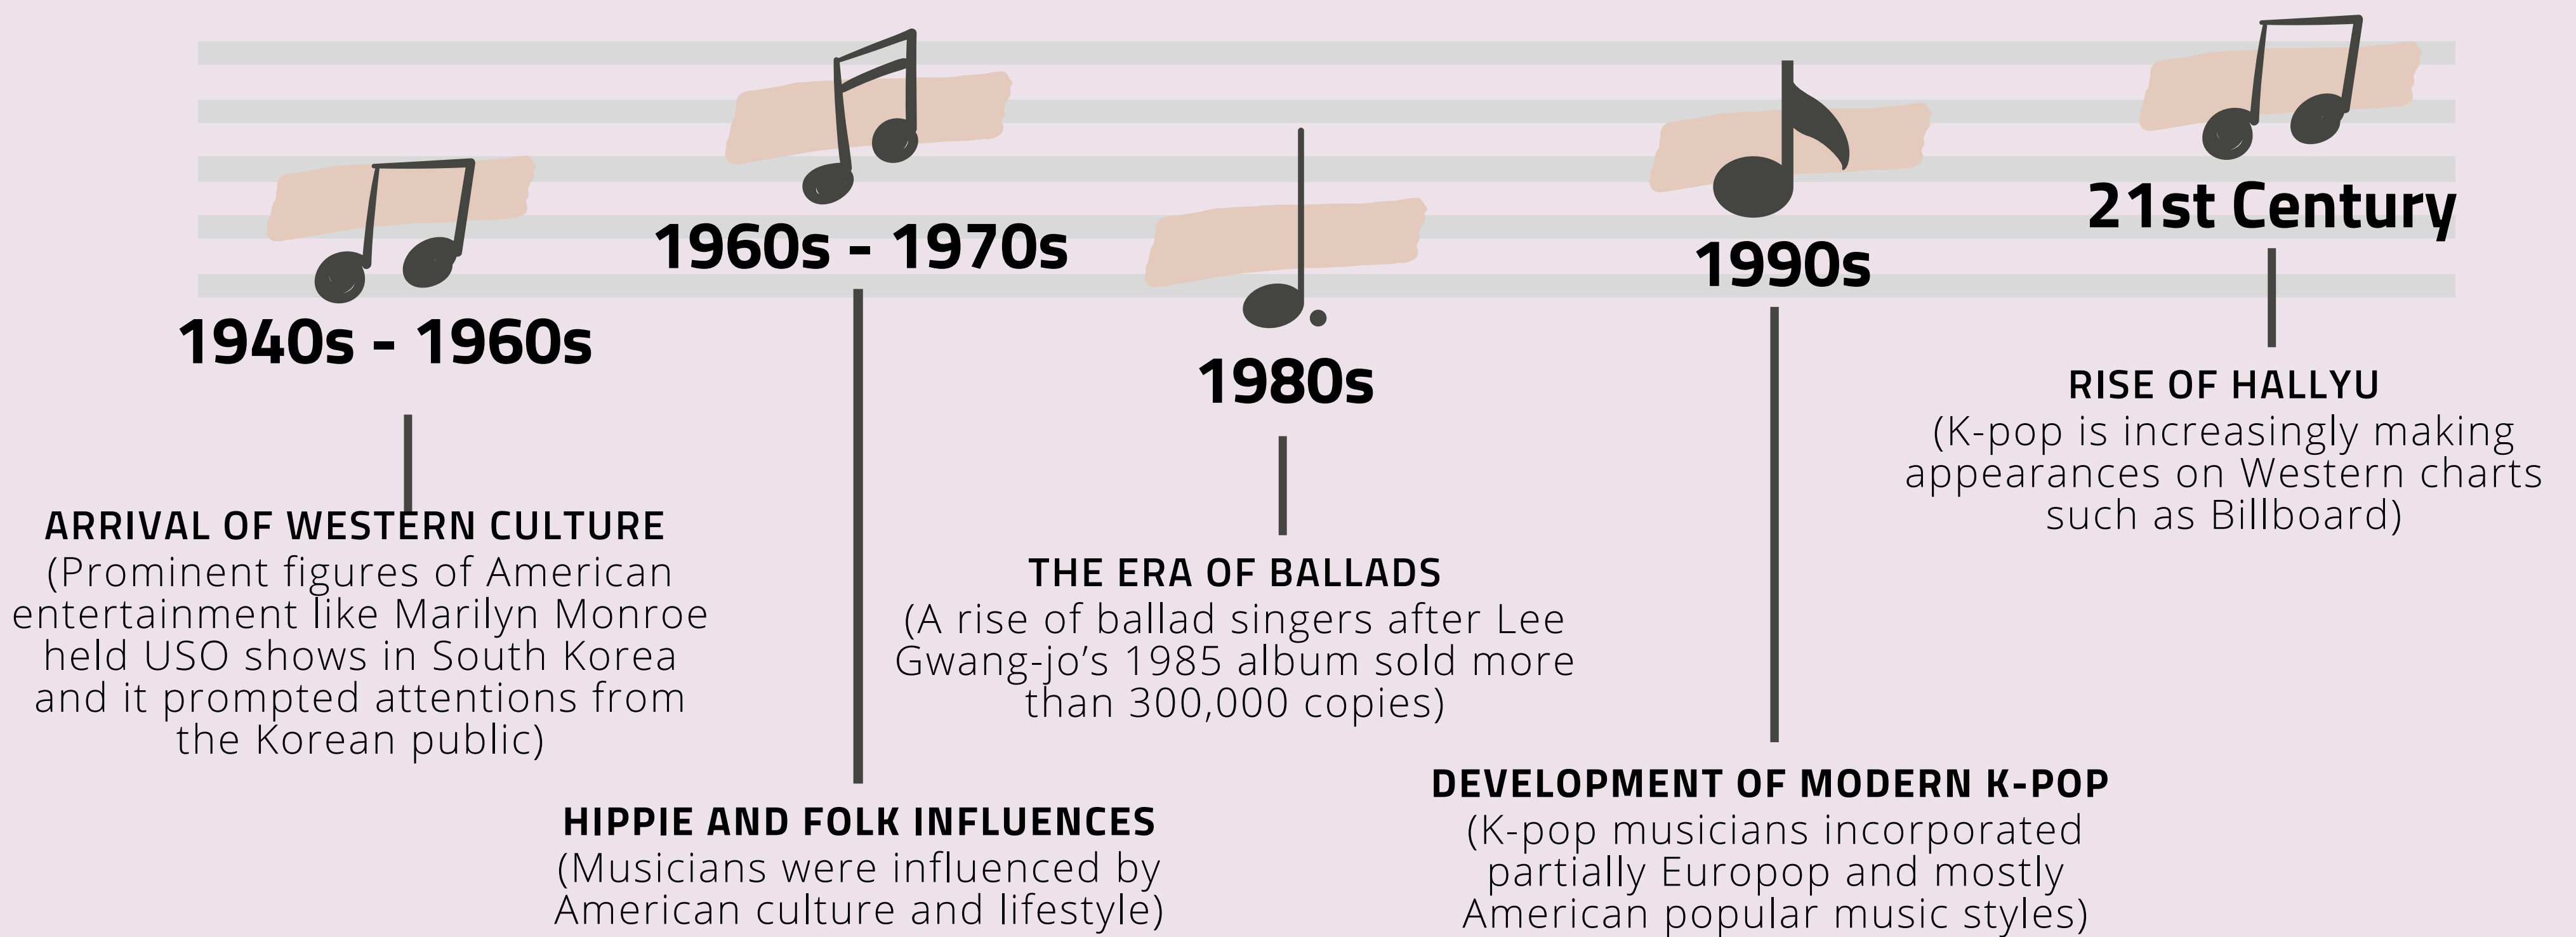 1940s - 1960s
ARRIVAL OF WESTERN CULTURE
(Prominent figures of American
entertainment like Marilyn Monroe
held USO shows in South Korea
and it prompted attentions from
the Korean public)
1960s - 1970s
HIPPIE AND FOLK INFLUENCES
(Musicians were influenced by
American culture and lifestyle)
1980s
THE ERA OF BALLADS
(A rise of ballad singers after Lee
Gwang-jo’s 1985 album sold more
than 300,000 copies)
1990s
DEVELOPMENT OF MODERN K-POP
(K-pop musicians incorporated
partially Europop and mostly
American popular music styles)
21st Century
RISE OF HALLYU
(K-pop is increasingly making
appearances on Western charts
such as Billboard)